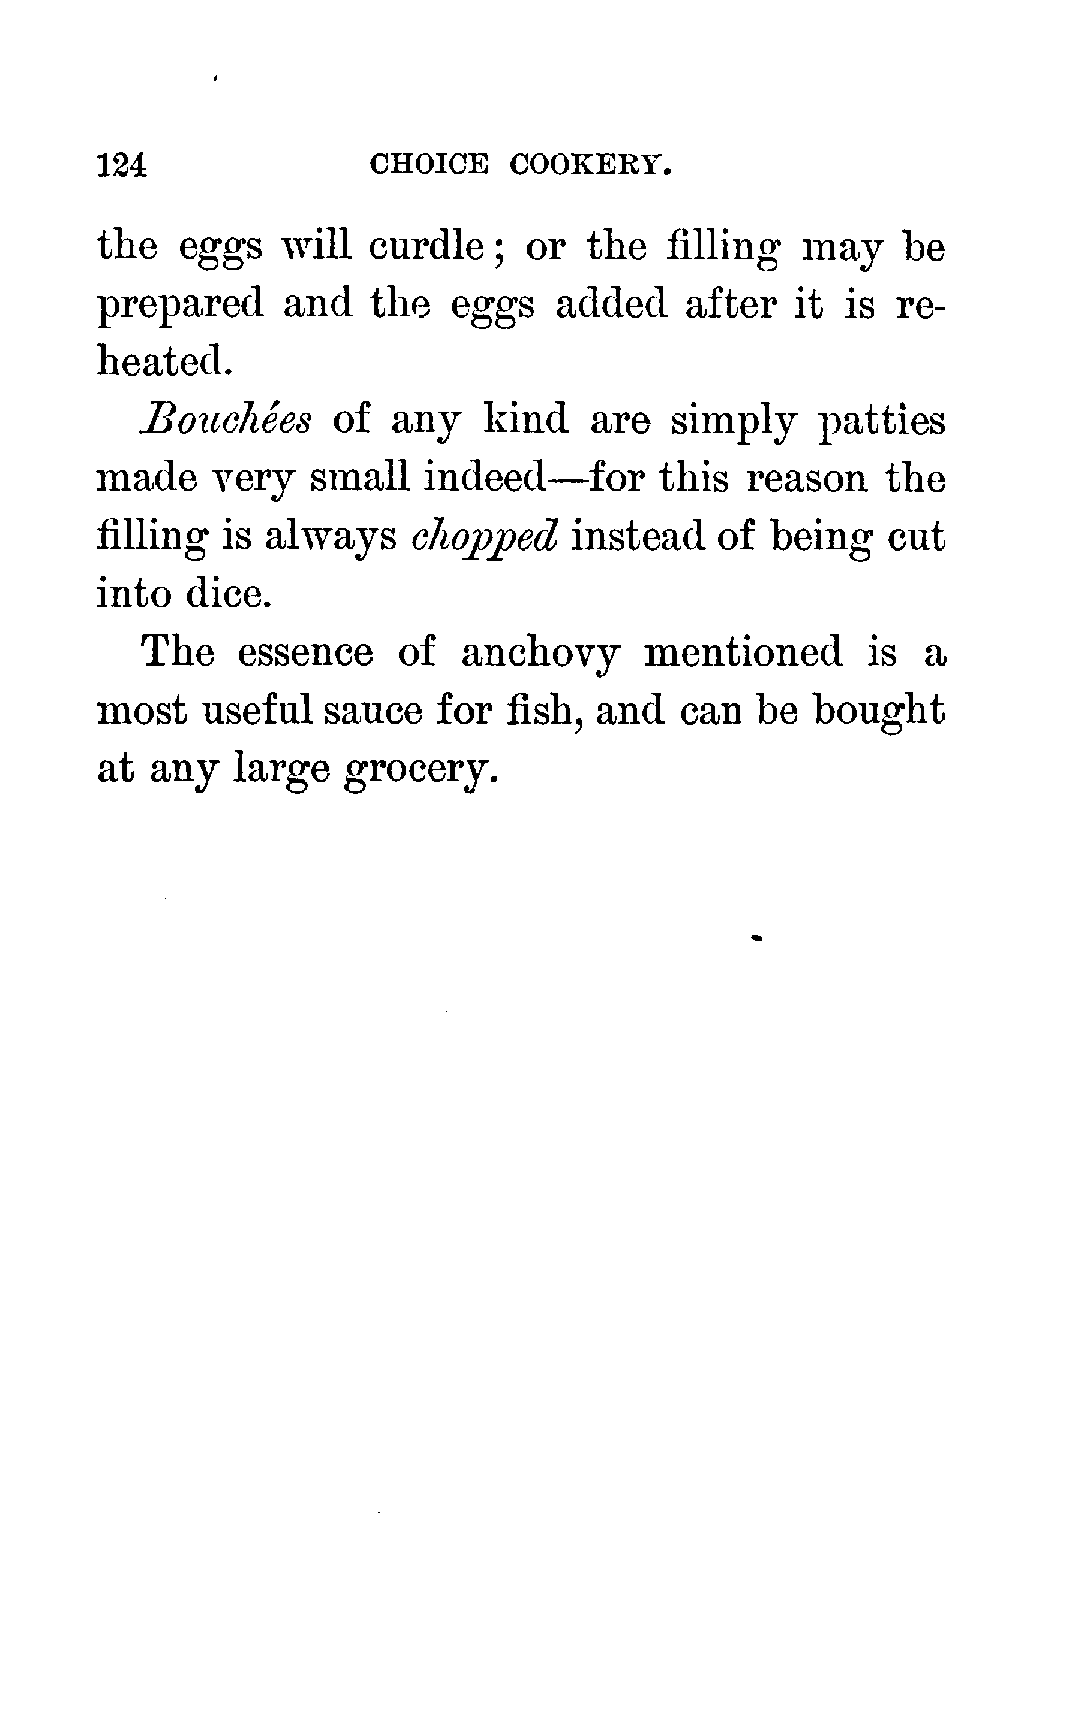 124 CHOICE COOKERY.
the eggs will curdle; or the filling may be
prepared and the eggs added after it is re-
heated.
Bouchées of any kind are simply patties
made very small indeed—for this reason the
filling is always chopped instead of being cut
into dice.
The essence of anchovy mentioned is a
most useful sauce for fish, and can be bought
at any large grocery.